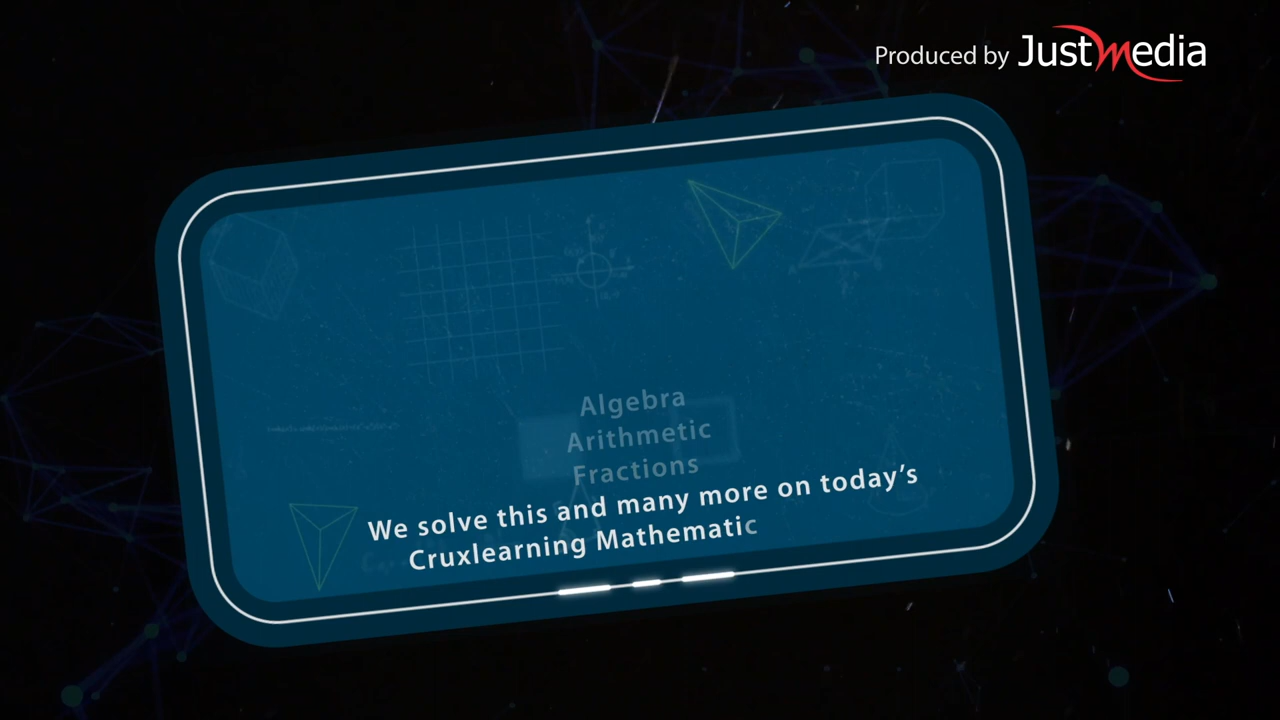 Produced by Justmedia
Algebra
Arithmetic
Fractions
We solve this and many more on today’s
Cruxlearning Mathematic